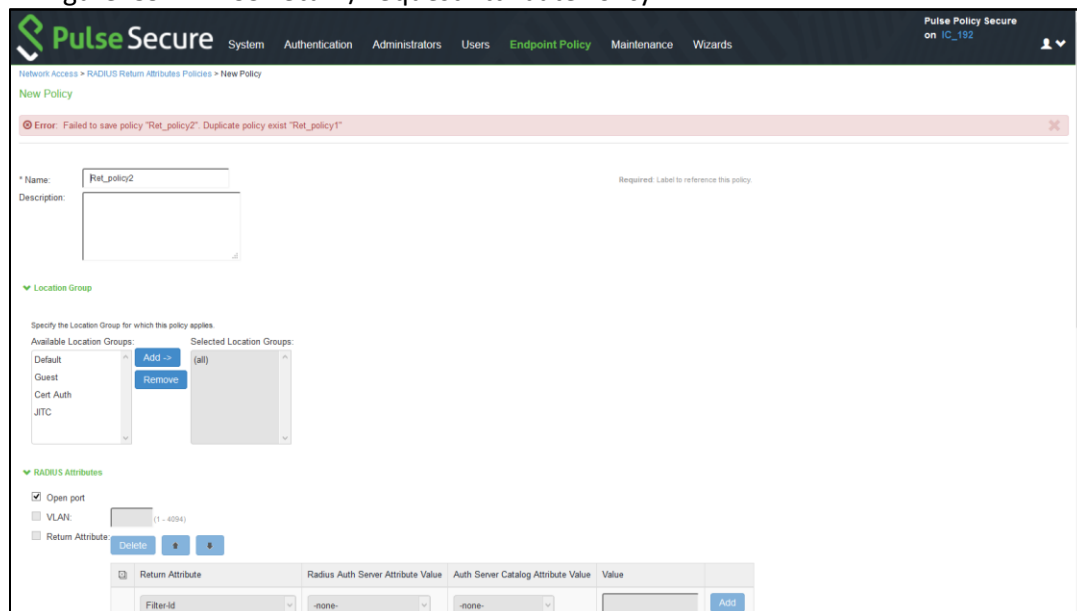 Pulse Secure System Authentication Administrators Users Endpoint Policy Maintenance Wizards
Pulse Policy Secure
on IC_192
Network Access > RADIUS Return Attributes Policies > New Policy
New Policy
Error: Failed to save policy "Ret_policy2". Duplicate policy exist "Ret_policy1"
* Name: Ret_policy2
Required: Label to reference this policy.
Description:
Location Group
Specify the Location Group for which this policy applies.
Available Location Groups: Selected Location Groups:
Default Add -> (all)
Guest Remove
Cert Auth
JITC
RADIUS Attributes
Open port
VLAN: (1 - 4094)
Return Attribute: Delete
Return Attribute Radius Auth Server Attribute Value Auth Server Catalog Attribute Value Value
Filter-Id -none- -none- Add